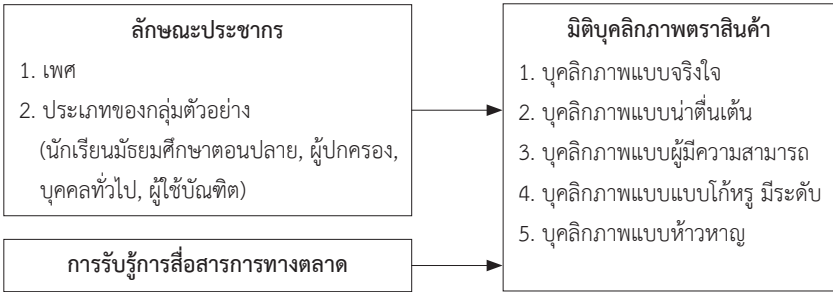 ลักษณะประชากร
1. เพศ
2. ประเภทของกลุ่มตัวอย่าง
(นักเรียนมัธยมศึกษาตอนปลาย, ผู้ปกครอง,
บุคคลทั่วไป, ผู้ใช้บัณฑิต)
การรับรู้การสื่อสารการทางตลาด
มิติบุคลิกภาพตราสินค้า
1. บุคลิกภาพแบบจริงใจ
2. บุคลิกภาพแบบน่าตื่นเต้น
3. บุคลิกภาพแบบผู้มีความสามารถ
4. บุคลิกภาพแบบแบบโก้หรู มีระดับ
5. บุคลิกภาพแบบห้าวหาญ